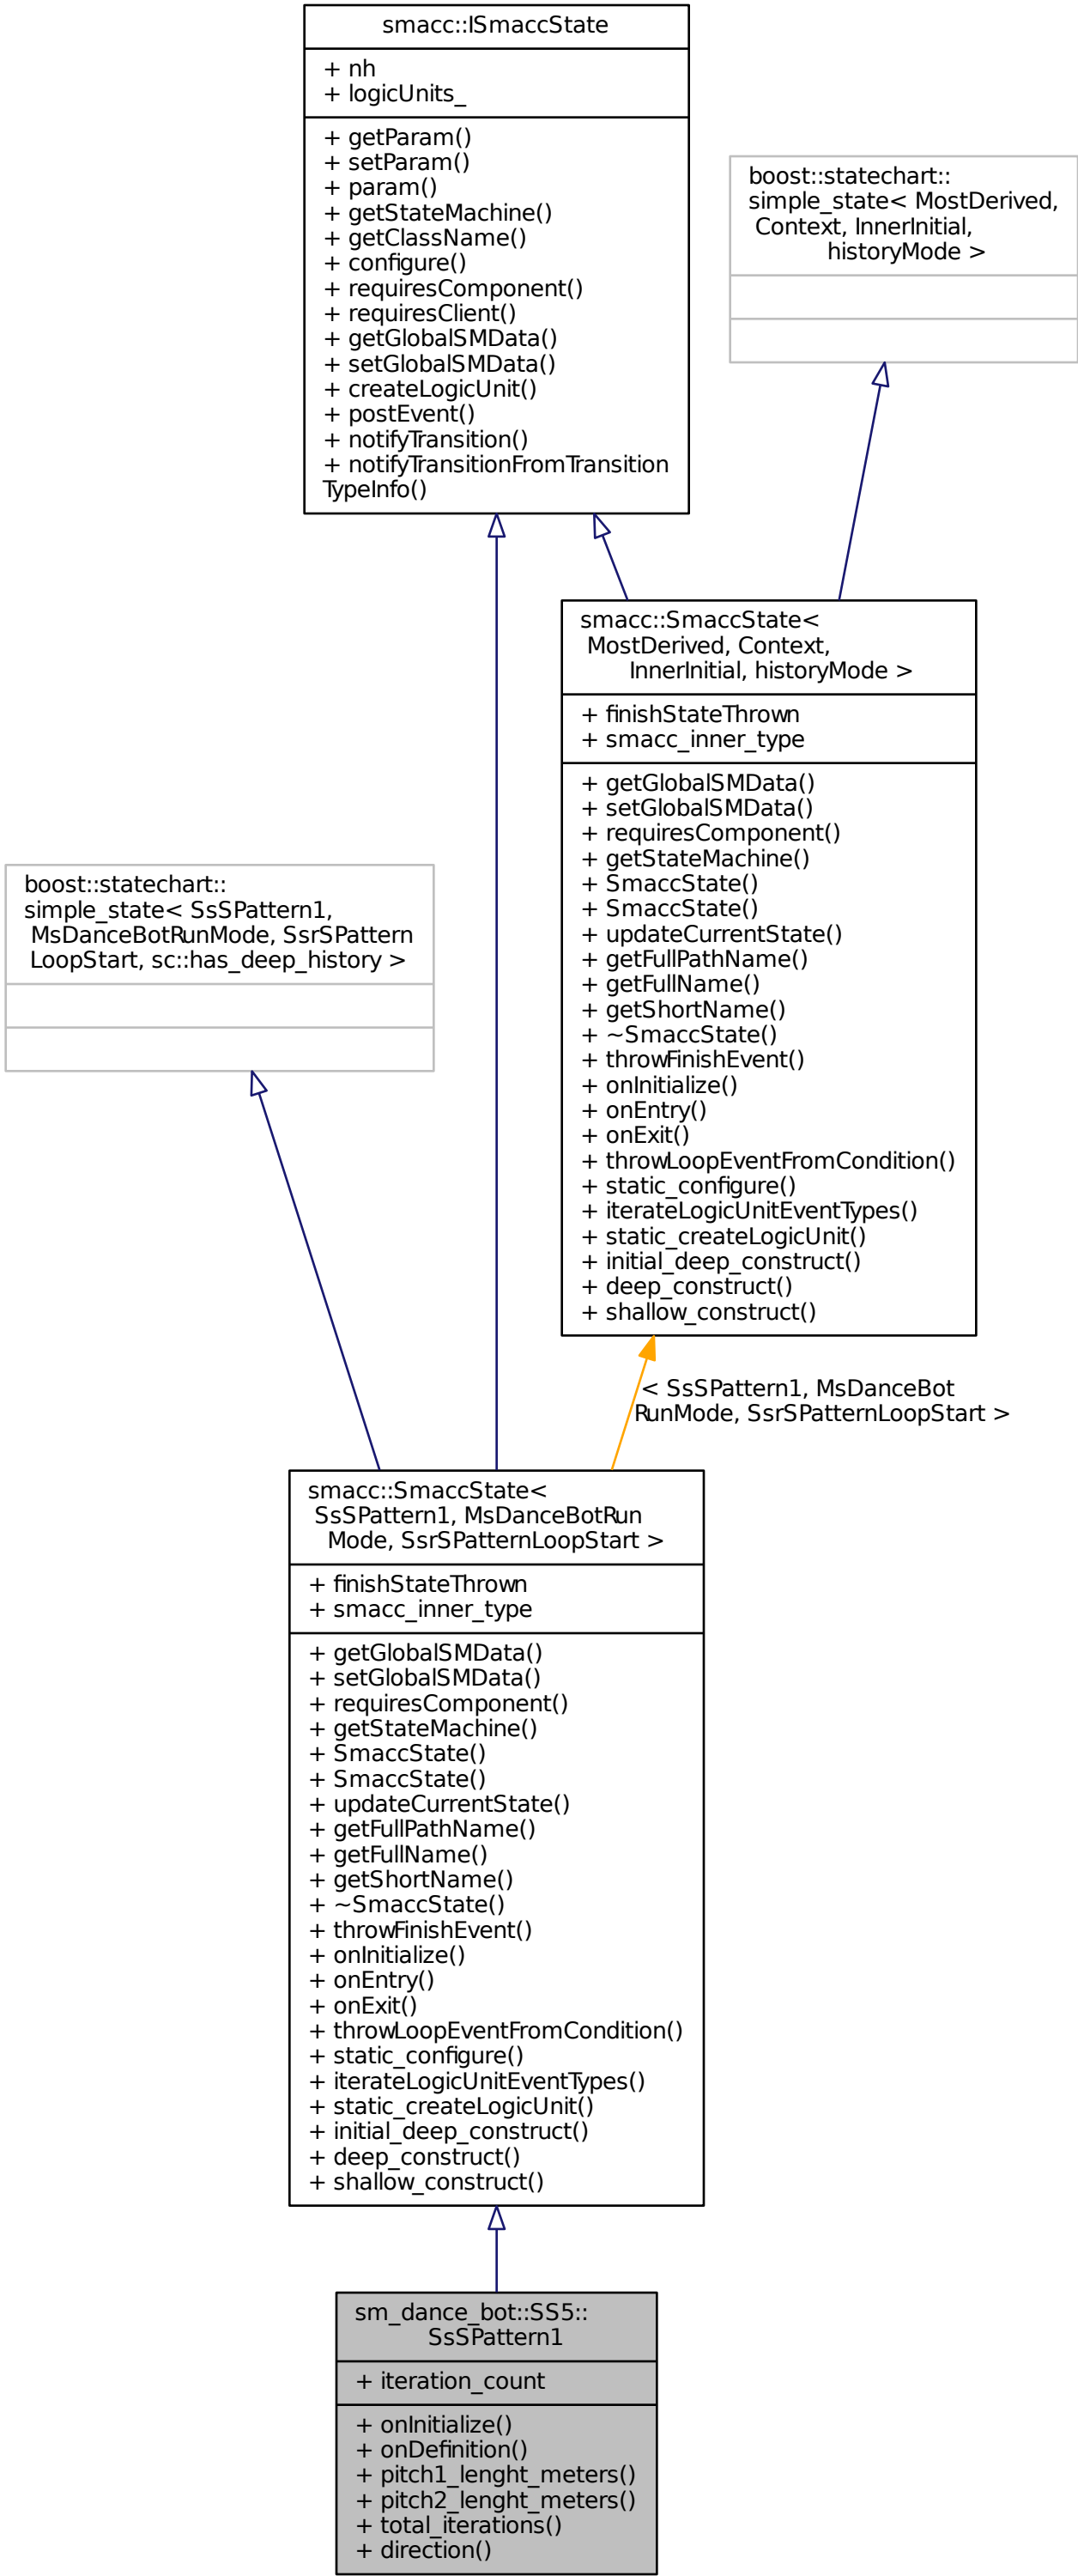 smacc::ISmaccState
+ nh
+ logicUnits_
+ getParam()
+ setParam()
+ param()
+ getStateMachine()
+ getClassName()
+ configure()
+ requiresComponent()
+ requiresClient()
+ getGlobalSMData()
+ setGlobalSMData()
+ createLogicUnit()
+ postEvent()
+ notifyTransition()
+ notifyTransitionFromTransition
TypeInfo()
boost::statechart::
simple_state< MostDerived,
Context, InnerInitial,
historyMode >
smacc::SmaccState<
MostDerived, Context,
InnerInitial, historyMode >
+ finishStateThrown
+ smacc_inner_type
+ getGlobalSMData()
+ setGlobalSMData()
+ requiresComponent()
+ getStateMachine()
+ SmaccState()
+ SmaccState()
+ updateCurrentState()
+ getFullPathName()
+ getFullName()
+ getShortName()
+ ~SmaccState()
+ throwFinishEvent()
+ onInitialize()
+ onEntry()
+ onExit()
+ throwLoopEventFromCondition()
+ static_configure()
+ iterateLogicUnitEventTypes()
+ static_createLogicUnit()
+ initial_deep_construct()
+ deep_construct()
+ shallow_construct()
boost::statechart::
simple_state< SsSPattern1,
MsDanceBotRunMode, SsrSPattern
LoopStart, sc::has_deep_history >
< SsSPattern1, MsDanceBot
RunMode, SsrSPatternLoopStart >
smacc::SmaccState<
SsSPattern1, MsDanceBotRun
Mode, SsrSPatternLoopStart >
+ finishStateThrown
+ smacc_inner_type
+ getGlobalSMData()
+ setGlobalSMData()
+ requiresComponent()
+ getStateMachine()
+ SmaccState()
+ SmaccState()
+ updateCurrentState()
+ getFullPathName()
+ getFullName()
+ getShortName()
+ ~SmaccState()
+ throwFinishEvent()
+ onInitialize()
+ onEntry()
+ onExit()
+ throwLoopEventFromCondition()
+ static_configure()
+ iterateLogicUnitEventTypes()
+ static_createLogicUnit()
+ initial_deep_construct()
+ deep_construct()
+ shallow_construct()
sm_dance_bot::SS5::
SsSPattern1
+ iteration_count
+ onInitialize()
+ onDefinition()
+ pitch1_lenght_meters()
+ pitch2_lenght_meters()
+ total_iterations()
+ direction()